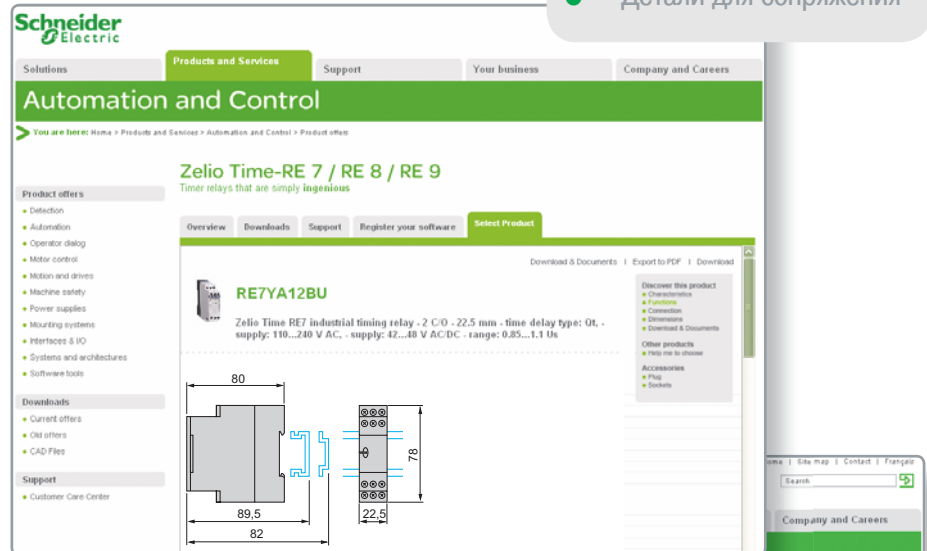 Детали для сопряжения
Schneider
Electric
Solutions
Products and Services
Support
Your business
Company and Careers
Automation and Control
You are here: Home > Products and Services > Automation and Control > Product offers
Zelio Time-RE 7 / RE 8 / RE 9
Timer relays that are simply ingenious
Product offers
Detection
Automation
Operator dialog
Motor control
Motion and drives
Machine safety
Power supplies
Mounting systems
Interfaces & I/O
Systems and architectures
Software tools
Downloads
Current offers
Old offers
CAD Files
Support
Customer Care Center
Overview
Downloads
Support
Register your software
Select Product
Download & Documents | Export to PDF | Download
RE7YA12BU
Zelio Time RE7 industrial timing relay - 2 C/O - 22.5 mm - time delay type: Qt, -
supply: 110...240 V AC, - supply: 42...48 V AC/DC - range: 0.85...1.1 Us
Discover this product
Characteristics
Functions
Connection
Dimensions
Download & Documents
Other products
Help me to choose
Accessories
Plug
Sockets
80
78
89,5
22,5
82
ome | Site map | Contact | Français
Search
Company and Careers